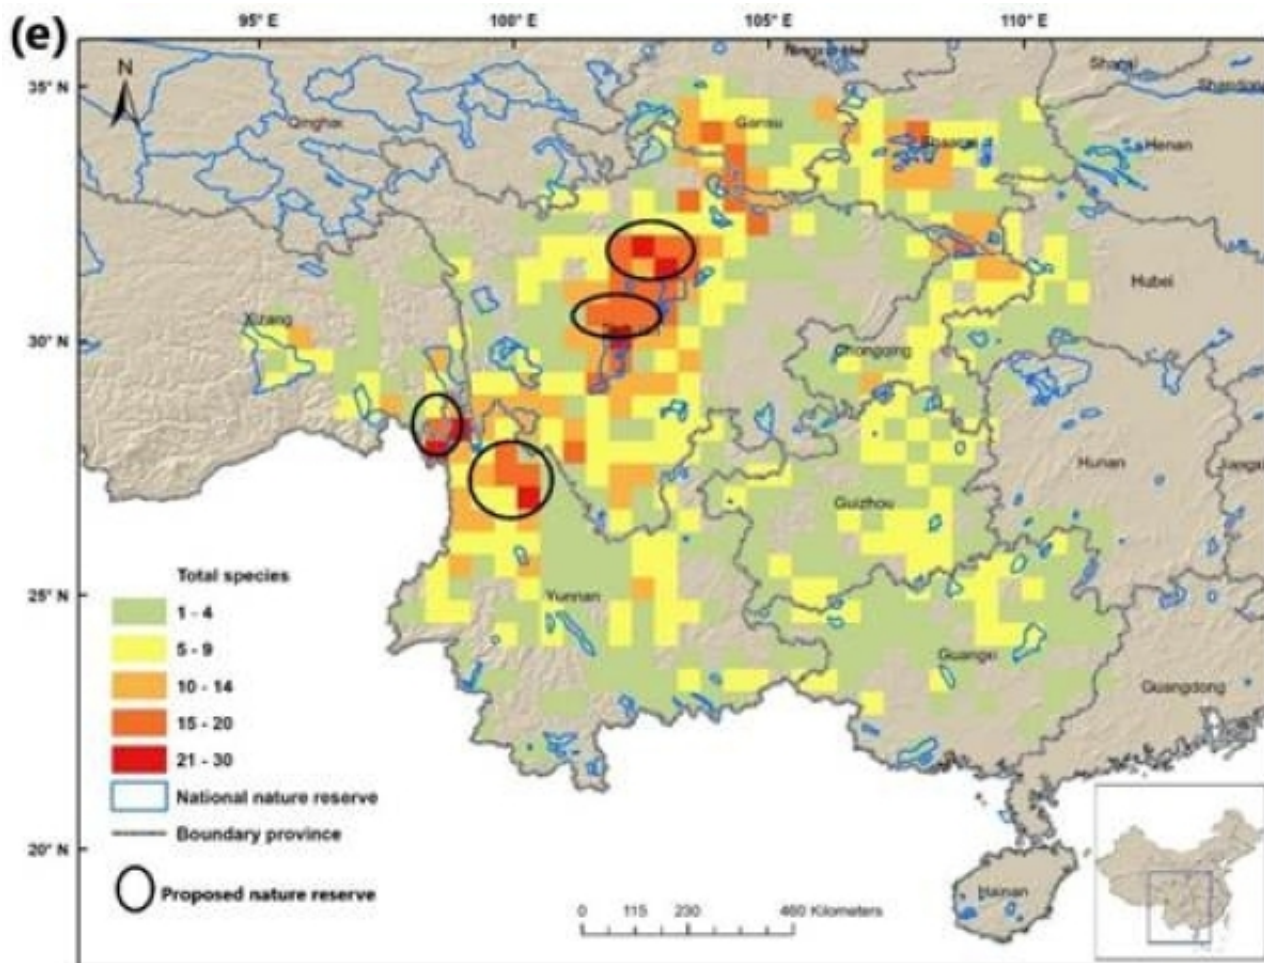 (e)
95° E 100° E 105° E 110° E
N
35° N
30° N
25° N
20° N
Shanxi
Shandong
Qinghai
Gansu
Shaanxi
Henan
Hubei
Xizang
Chongqing
Hunan
Jiangxi
Guizhou
Yunnan
Guangxi
Guangdong
Hainan
Total species
1 - 4
5 - 9
10 - 14
15 - 20
21 - 30
National nature reserve
Boundary province
Proposed nature reserve
0 115 230 460 Kilometers